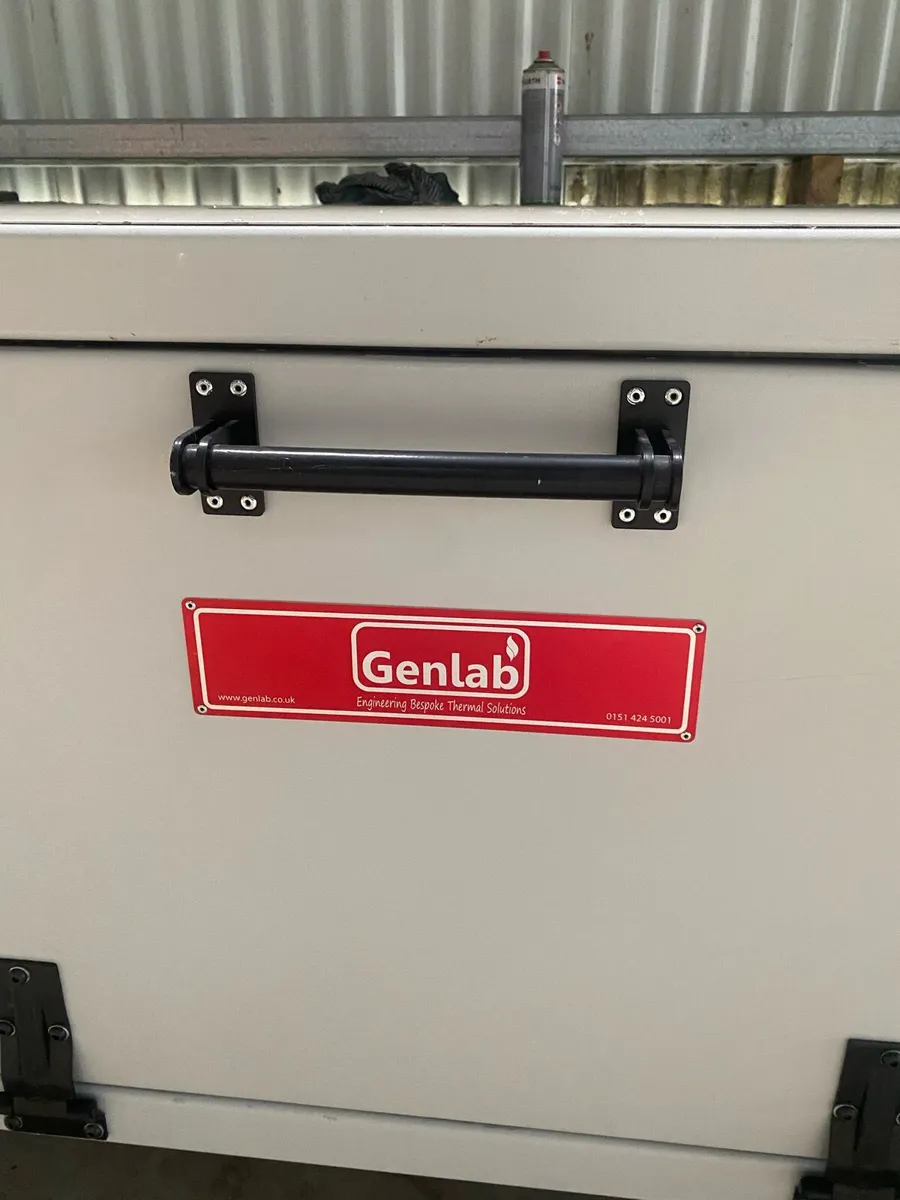 Genlab
Engineering Bespoke Thermal Solutions
www.genlab.co.uk
0151 424 5001